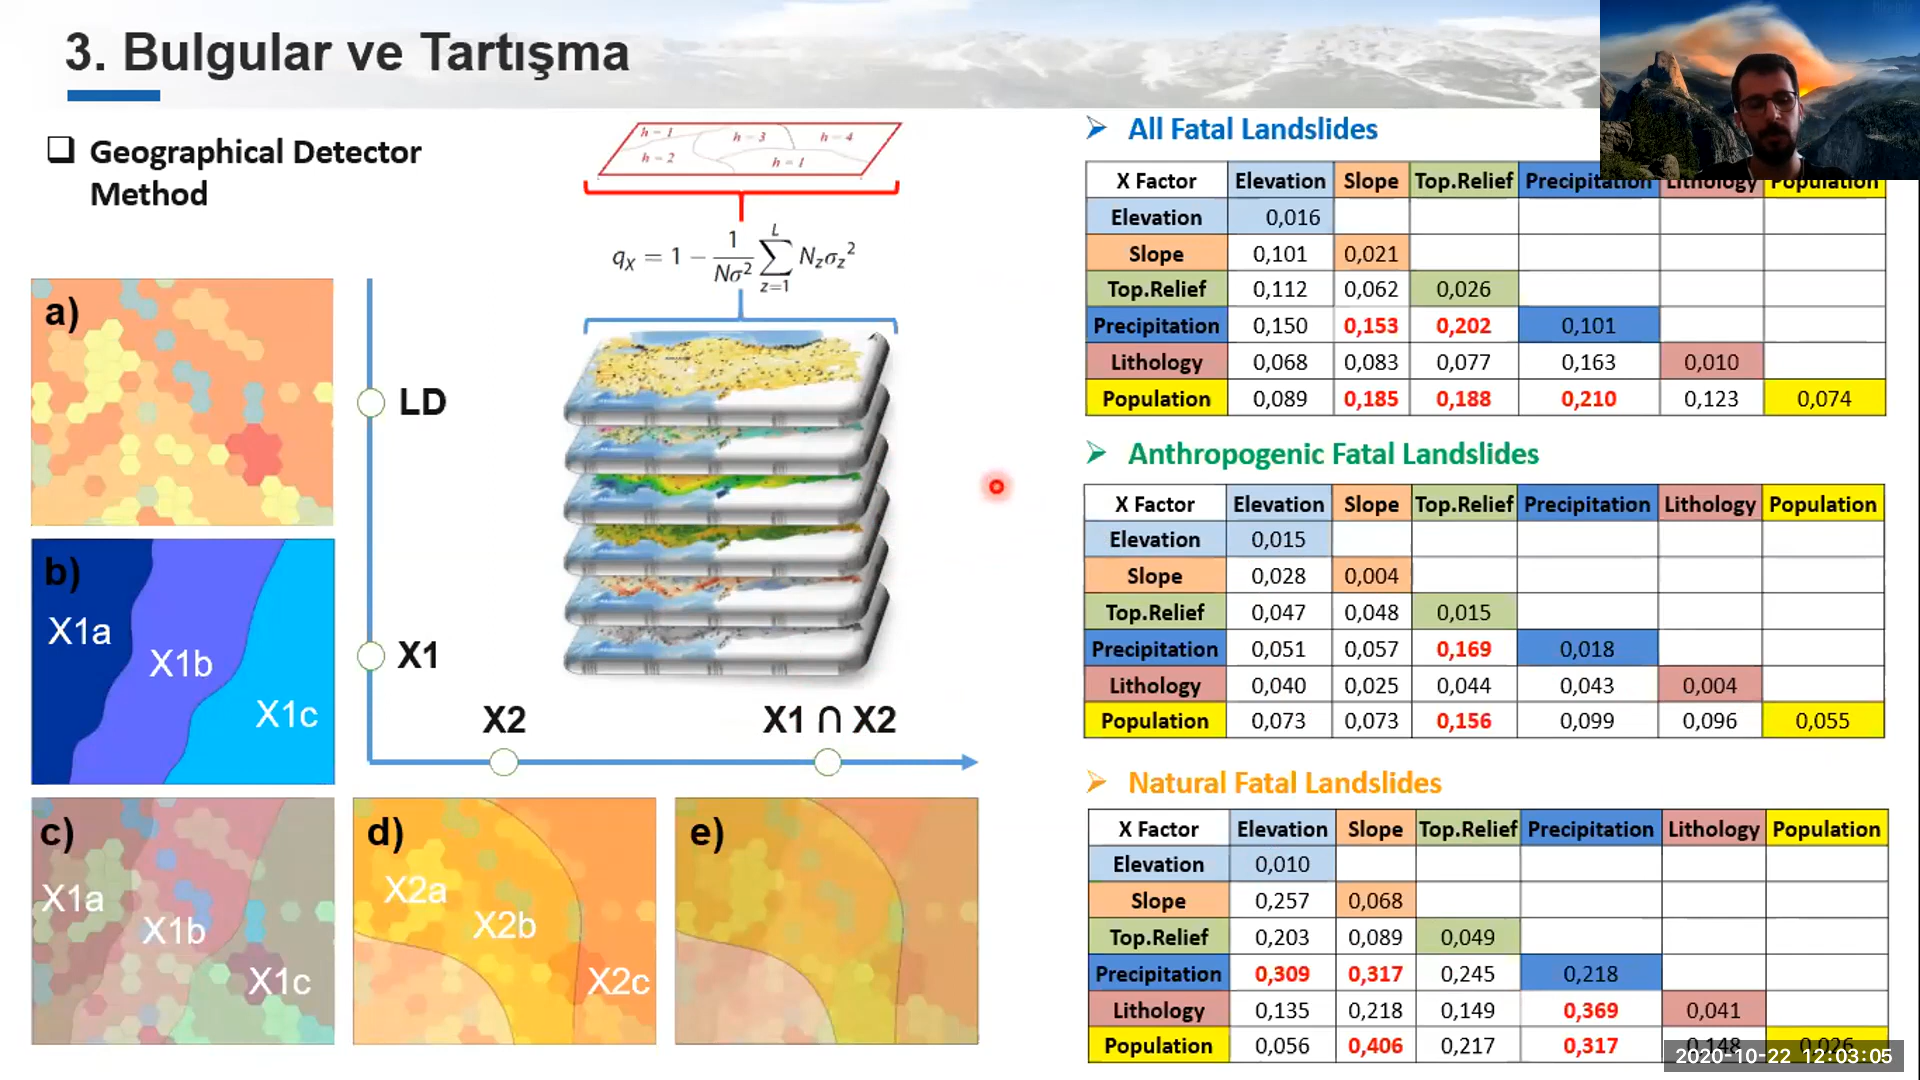 3. Bulgular ve Tartışma
❑ Geographical Detector
Method
h = 1
h = 3
h = 4
h = 2
h = 1
qX = 1 − 1/Nσ² ∑ᴸz=1 Nzσz²
a)
LD
b)
X1a
X1b
X1c
X1
X2
X1 ∩ X2
c)
X1a
X1b
X1c
d)
X2a
X2b
X2c
e)
➢ All Fatal Landslides
X Factor Elevation Slope Top.Relief Precipitation Lithology Population
Elevation 0,016
Slope 0,101 0,021
Top.Relief 0,112 0,062 0,026
Precipitation 0,150 0,153 0,202 0,101
Lithology 0,068 0,083 0,077 0,163 0,010
Population 0,089 0,185 0,188 0,210 0,123 0,074
➢ Anthropogenic Fatal Landslides
X Factor Elevation Slope Top.Relief Precipitation Lithology Population
Elevation 0,015
Slope 0,028 0,004
Top.Relief 0,047 0,048 0,015
Precipitation 0,051 0,057 0,169 0,018
Lithology 0,040 0,025 0,044 0,043 0,004
Population 0,073 0,073 0,156 0,099 0,096 0,055
➢ Natural Fatal Landslides
X Factor Elevation Slope Top.Relief Precipitation Lithology Population
Elevation 0,010
Slope 0,257 0,068
Top.Relief 0,203 0,089 0,049
Precipitation 0,309 0,317 0,245 0,218
Lithology 0,135 0,218 0,149 0,369 0,041
Population 0,056 0,406 0,217 0,317 0,148 0,026
2020-10-22 12:03:05